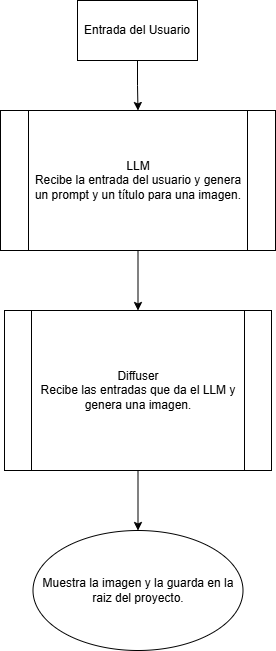 Entrada del Usuario
LLM
Recibe la entrada del usuario y genera
un prompt y un título para una imagen.
Diffuser
Recibe las entradas que da el LLM y
genera una imagen.
Muestra la imagen y la guarda en la
raiz del proyecto.